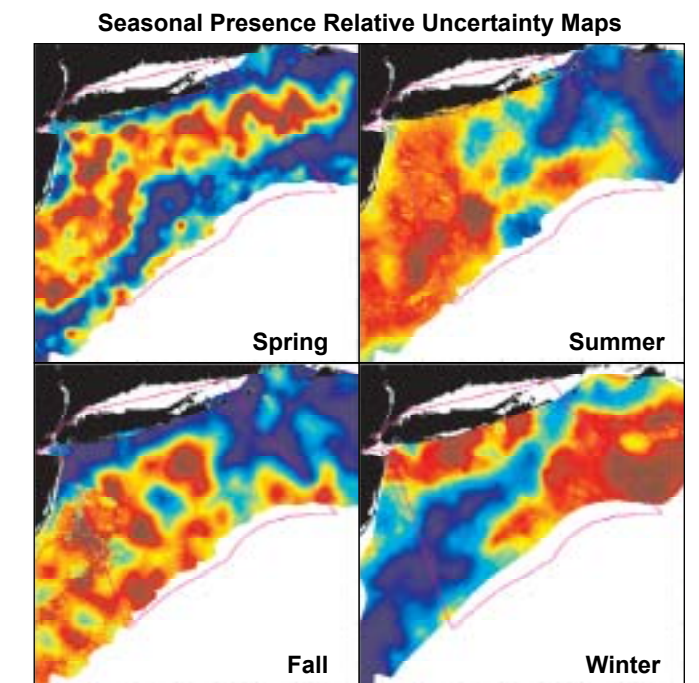 Seasonal Presence Relative Uncertainty Maps
Spring
Summer
Fall
Winter